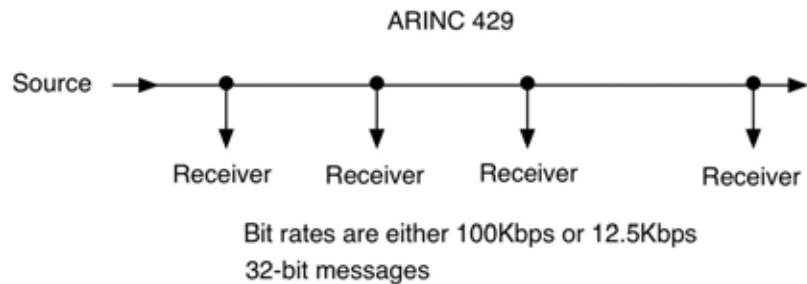 ARINC 429
Source
Receiver Receiver Receiver Receiver
Bit rates are either 100Kbps or 12.5Kbps
32-bit messages